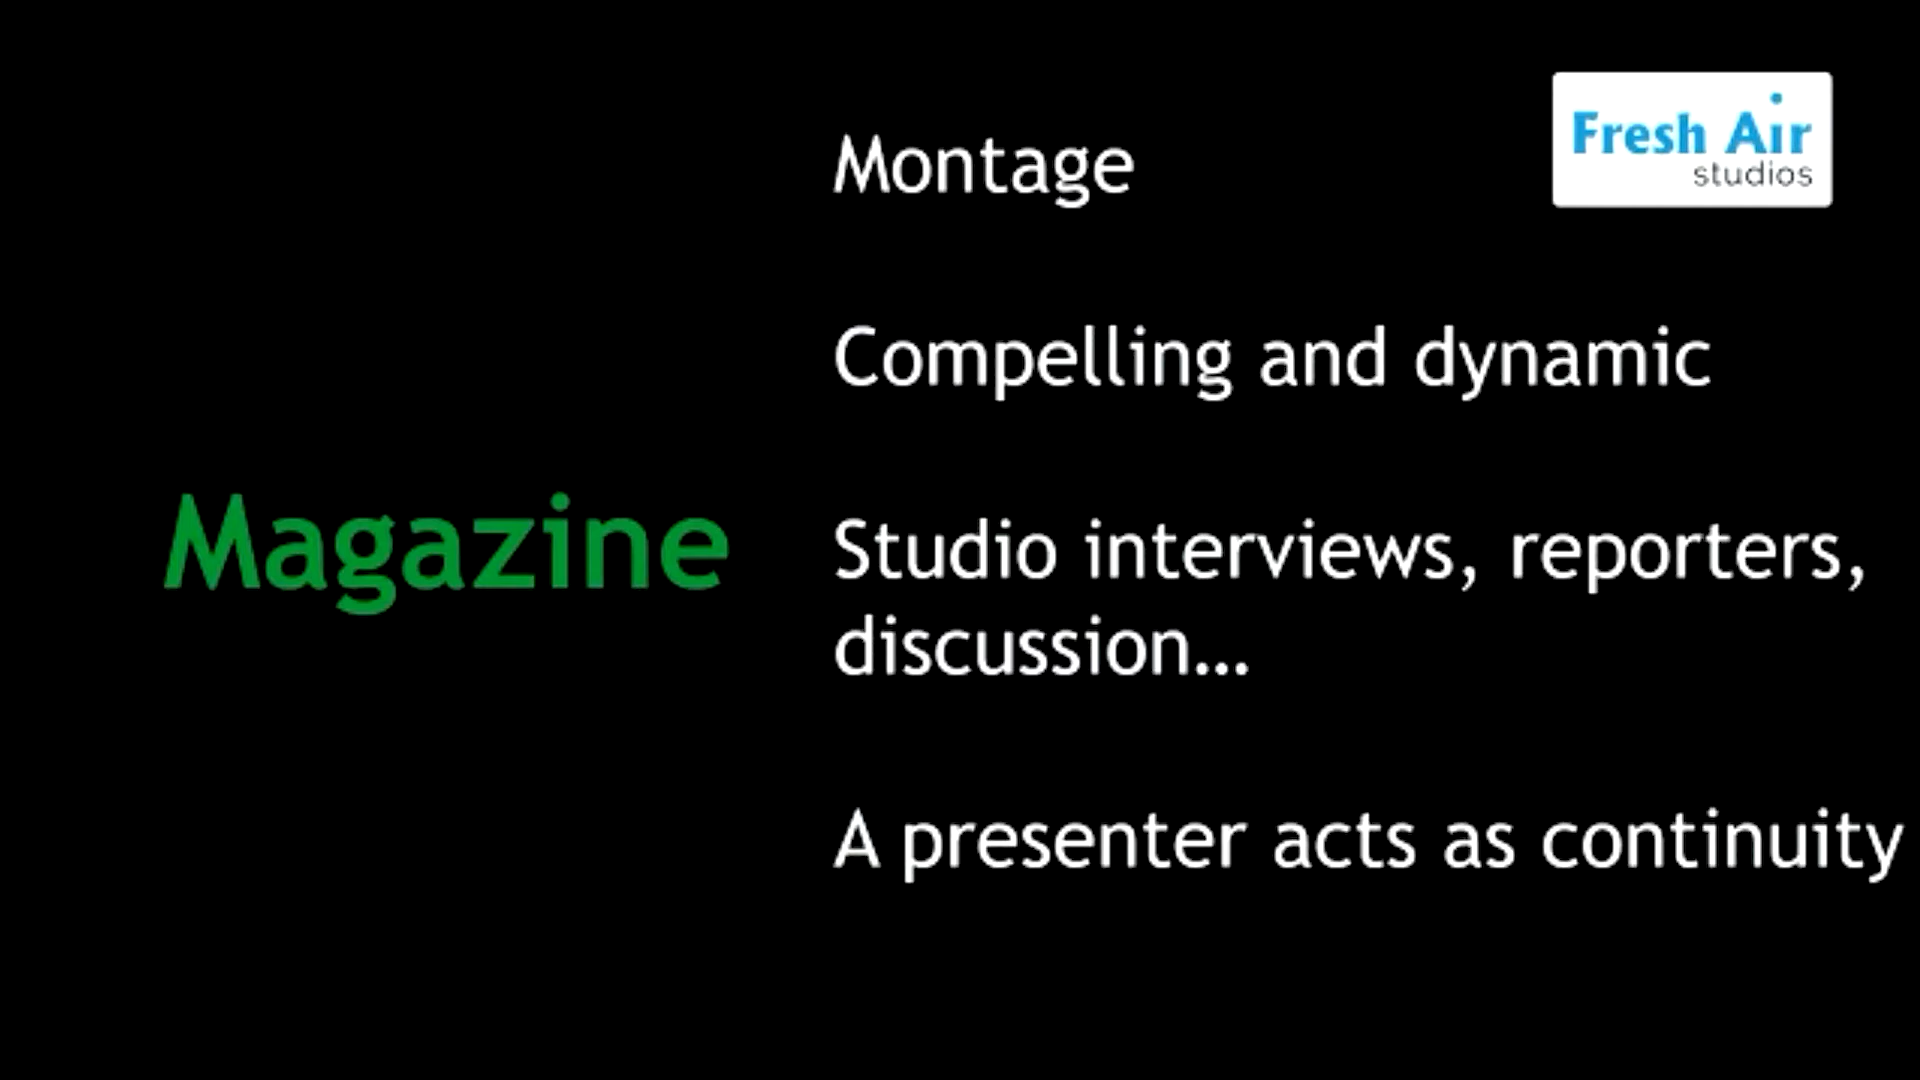 Fresh Air
studios
Montage
Compelling and dynamic
Magazine
Studio interviews, reporters,
discussion...
A presenter acts as continuity